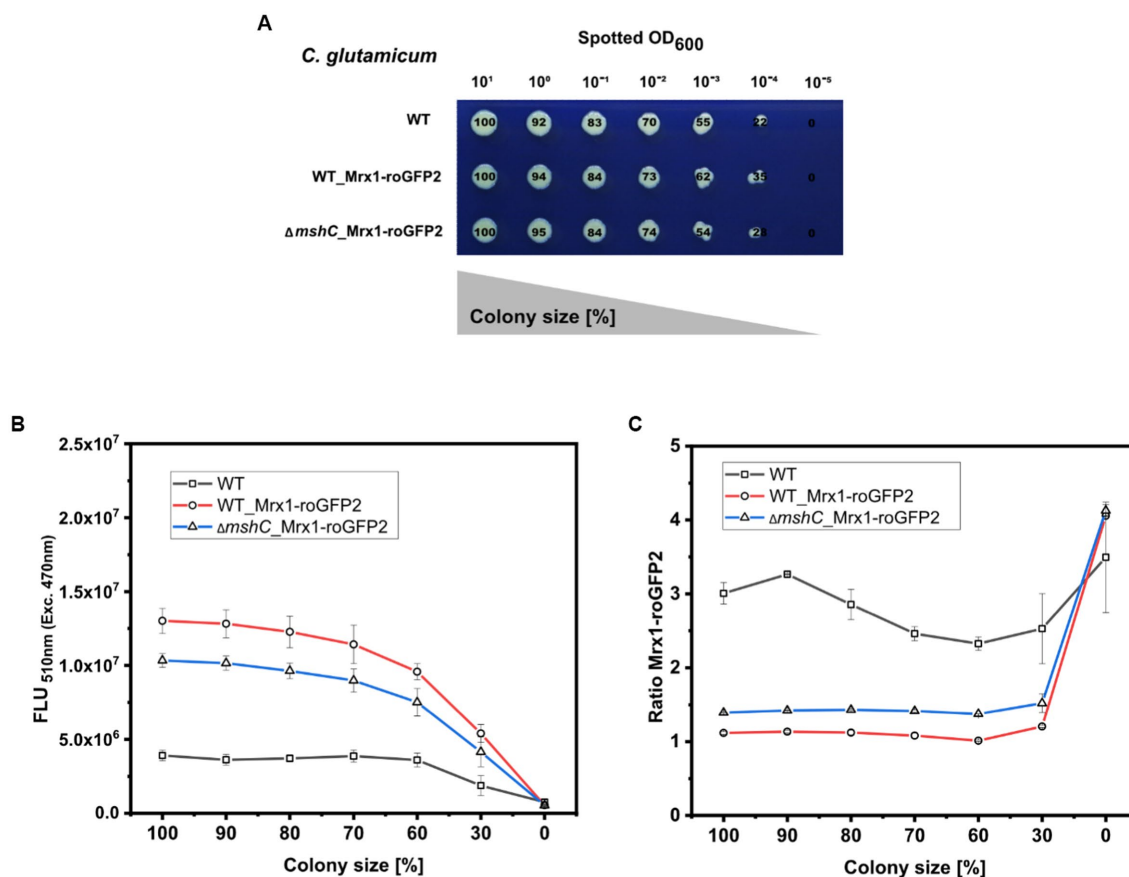 A
C. glutamicum
Spotted OD600
10¹ 10⁰ 10⁻¹ 10⁻² 10⁻³ 10⁻⁴ 10⁻⁵
WT 100 92 83 70 55 22 0
WT_Mrx1-roGFP2 100 94 84 73 62 35 0
ΔmshC_Mrx1-roGFP2 100 95 84 74 54 28 0
Colony size [%]
B
FLU 510nm (Exc. 470nm)
2.5x10⁷
2.0x10⁷
1.5x10⁷
1.0x10⁷
5.0x10⁶
0.0
WT
WT_Mrx1-roGFP2
ΔmshC_Mrx1-roGFP2
100 90 80 70 60 30 0
Colony size [%]
C
Ratio Mrx1-roGFP2
5
4
3
2
1
0
WT
WT_Mrx1-roGFP2
ΔmshC_Mrx1-roGFP2
100 90 80 70 60 30 0
Colony size [%]